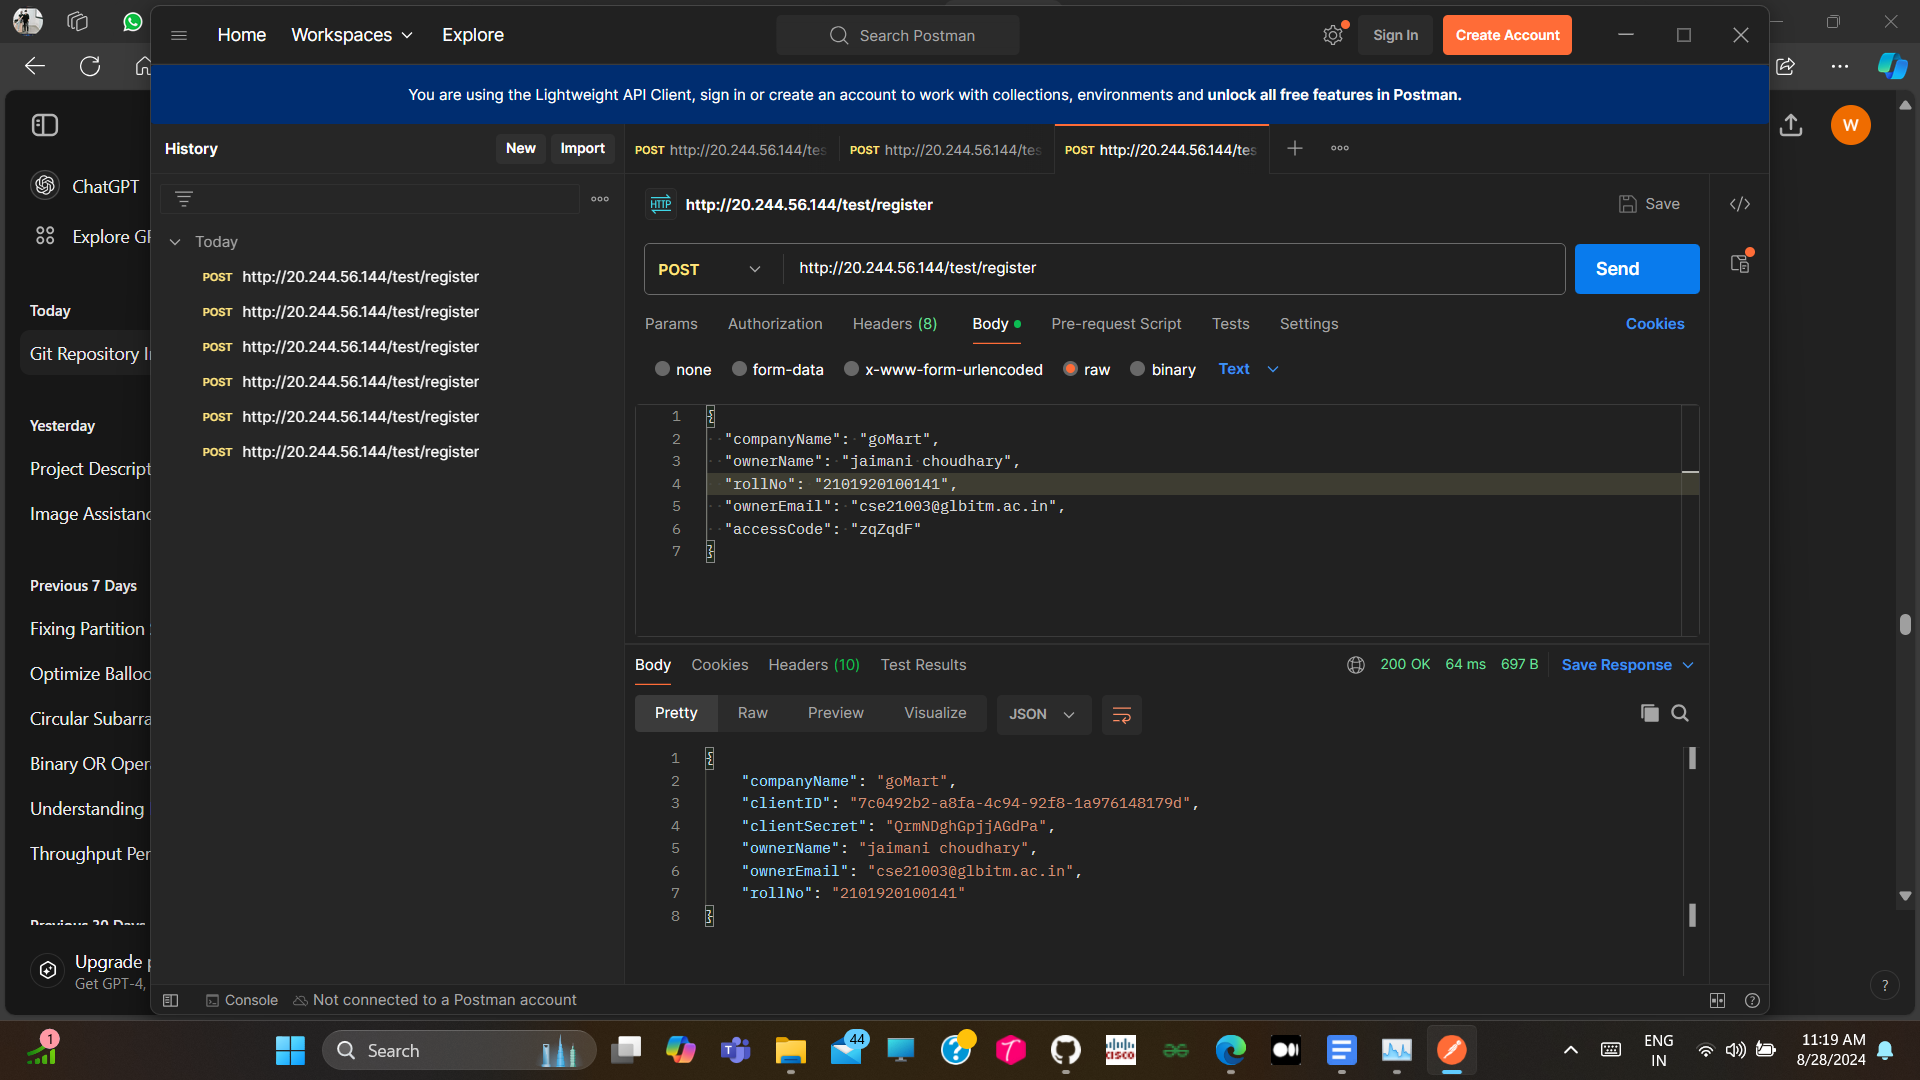 Home Workspaces Explore
Search Postman
Sign In Create Account
You are using the Lightweight API Client, sign in or create an account to work with collections, environments and unlock all free features in Postman.
W
History New Import
POST http://20.244.56.144/tes
POST http://20.244.56.144/tes
POST http://20.244.56.144/tes
ChatGPT
Explore GP
Today
Git Repository
Yesterday
Project Descript
Image Assistanc
Previous 7 Days
Fixing Partition
Optimize Balloo
Circular Subarra
Binary OR Oper
Understanding
Throughput Per
Previous 30 Days
Upgrade
Get GPT-4,
Today
POST http://20.244.56.144/test/register
POST http://20.244.56.144/test/register
POST http://20.244.56.144/test/register
POST http://20.244.56.144/test/register
POST http://20.244.56.144/test/register
POST http://20.244.56.144/test/register
HTTP http://20.244.56.144/test/register
Save </>
POST http://20.244.56.144/test/register Send
Params Authorization Headers (8) Body Pre-request Script Tests Settings Cookies
none form-data x-www-form-urlencoded raw binary Text
1 {
2 "companyName": "goMart",
3 "ownerName": "jaimani choudhary",
4 "rollNo": "2101920100141",
5 "ownerEmail": "cse21003@glbitm.ac.in",
6 "accessCode": "zqZqdF"
7 }
Body Cookies Headers (10) Test Results 200 OK 64 ms 697 B Save Response
Pretty Raw Preview Visualize JSON
1 {
2 "companyName": "goMart",
3 "clientID": "7c0492b2-a8fa-4c94-92f8-1a976148179d",
4 "clientSecret": "QrmNDghGpjjAGdPa",
5 "ownerName": "jaimani choudhary",
6 "ownerEmail": "cse21003@glbitm.ac.in",
7 "rollNo": "2101920100141"
8 }
Console Not connected to a Postman account
?
?
1
Search
44
CISCO
ENG
IN
11:19 AM
8/28/2024